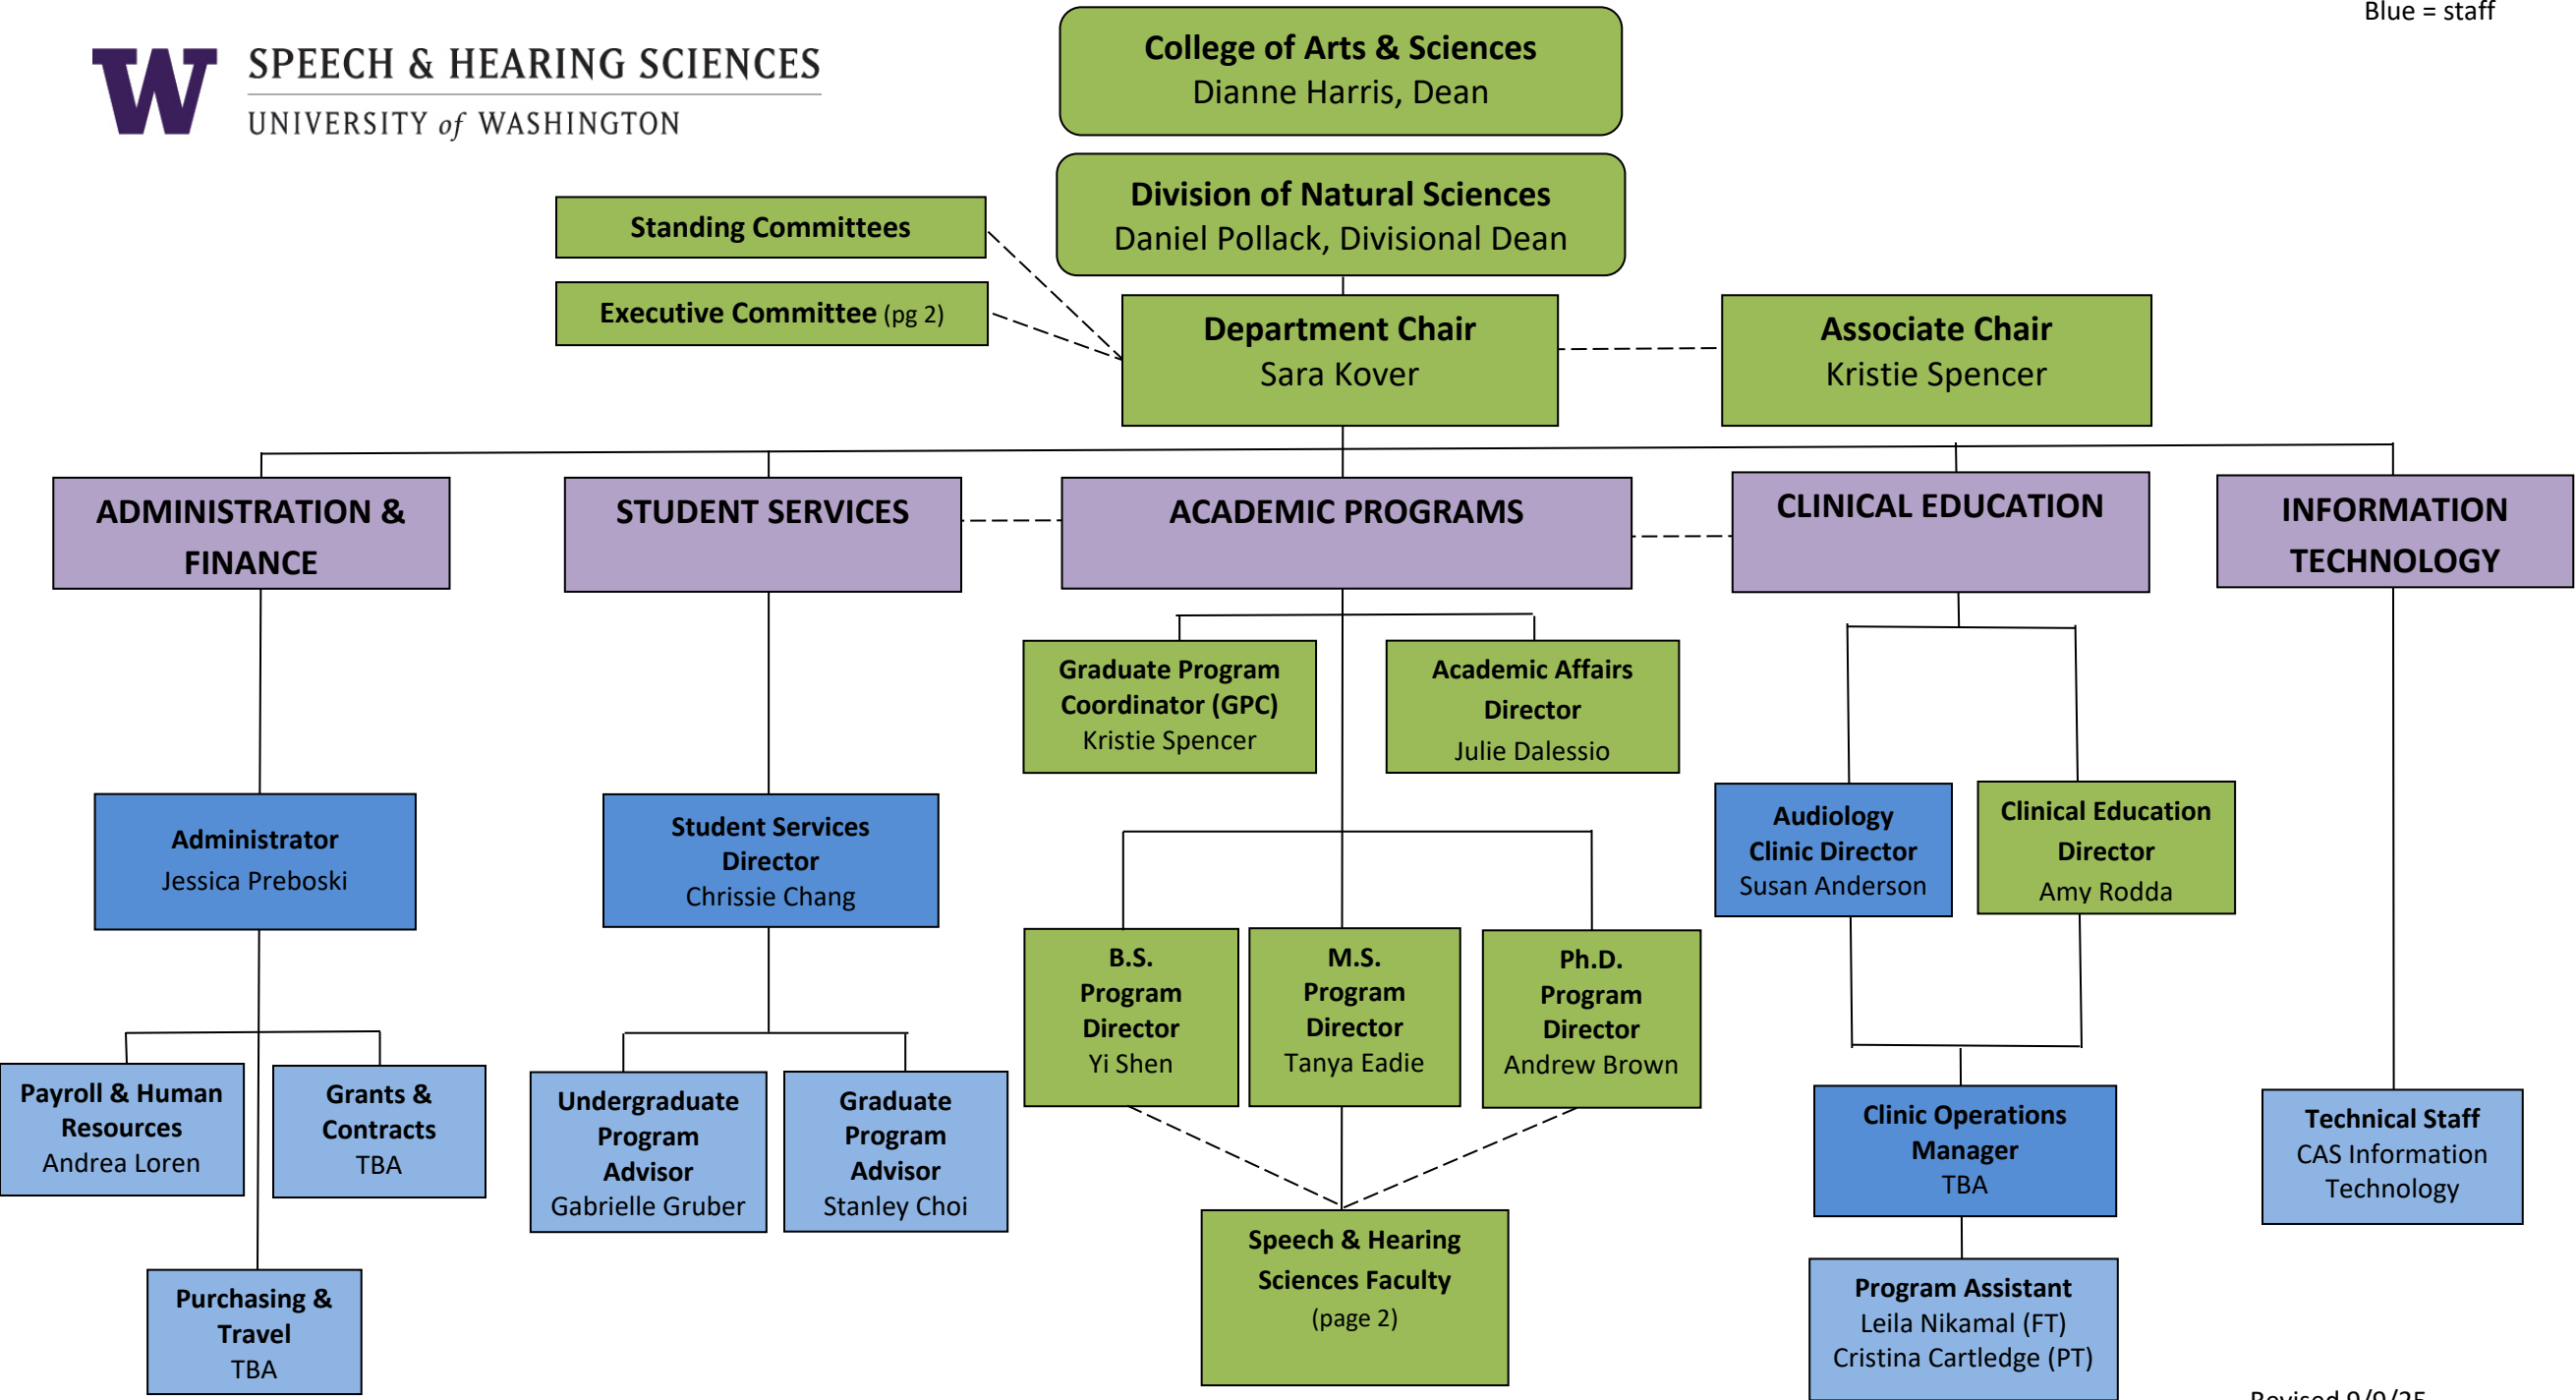 Blue = staff
SPEECH & HEARING SCIENCES
UNIVERSITY of WASHINGTON
College of Arts & Sciences
Dianne Harris, Dean
Division of Natural Sciences
Daniel Pollack, Divisional Dean
Standing Committees
Executive Committee (pg 2)
Department Chair
Sara Kover
Associate Chair
Kristie Spencer
ADMINISTRATION &
FINANCE
STUDENT SERVICES
ACADEMIC PROGRAMS
CLINICAL EDUCATION
INFORMATION
TECHNOLOGY
Graduate Program
Coordinator (GPC)
Kristie Spencer
Academic Affairs
Director
Julie Dalessio
Administrator
Jessica Preboski
Student Services
Director
Chrissie Chang
Audiology
Clinic Director
Susan Anderson
Clinical Education
Director
Amy Rodda
B.S.
Program
Director
Yi Shen
M.S.
Program
Director
Tanya Eadie
Ph.D.
Program
Director
Andrew Brown
Payroll & Human
Resources
Andrea Loren
Grants &
Contracts
TBA
Undergraduate
Program
Advisor
Gabrielle Gruber
Graduate
Program
Advisor
Stanley Choi
Clinic Operations
Manager
TBA
Technical Staff
CAS Information
Technology
Purchasing &
Travel
TBA
Speech & Hearing
Sciences Faculty
(page 2)
Program Assistant
Leila Nikamal (FT)
Cristina Cartledge (PT)
Revised 9/9/25